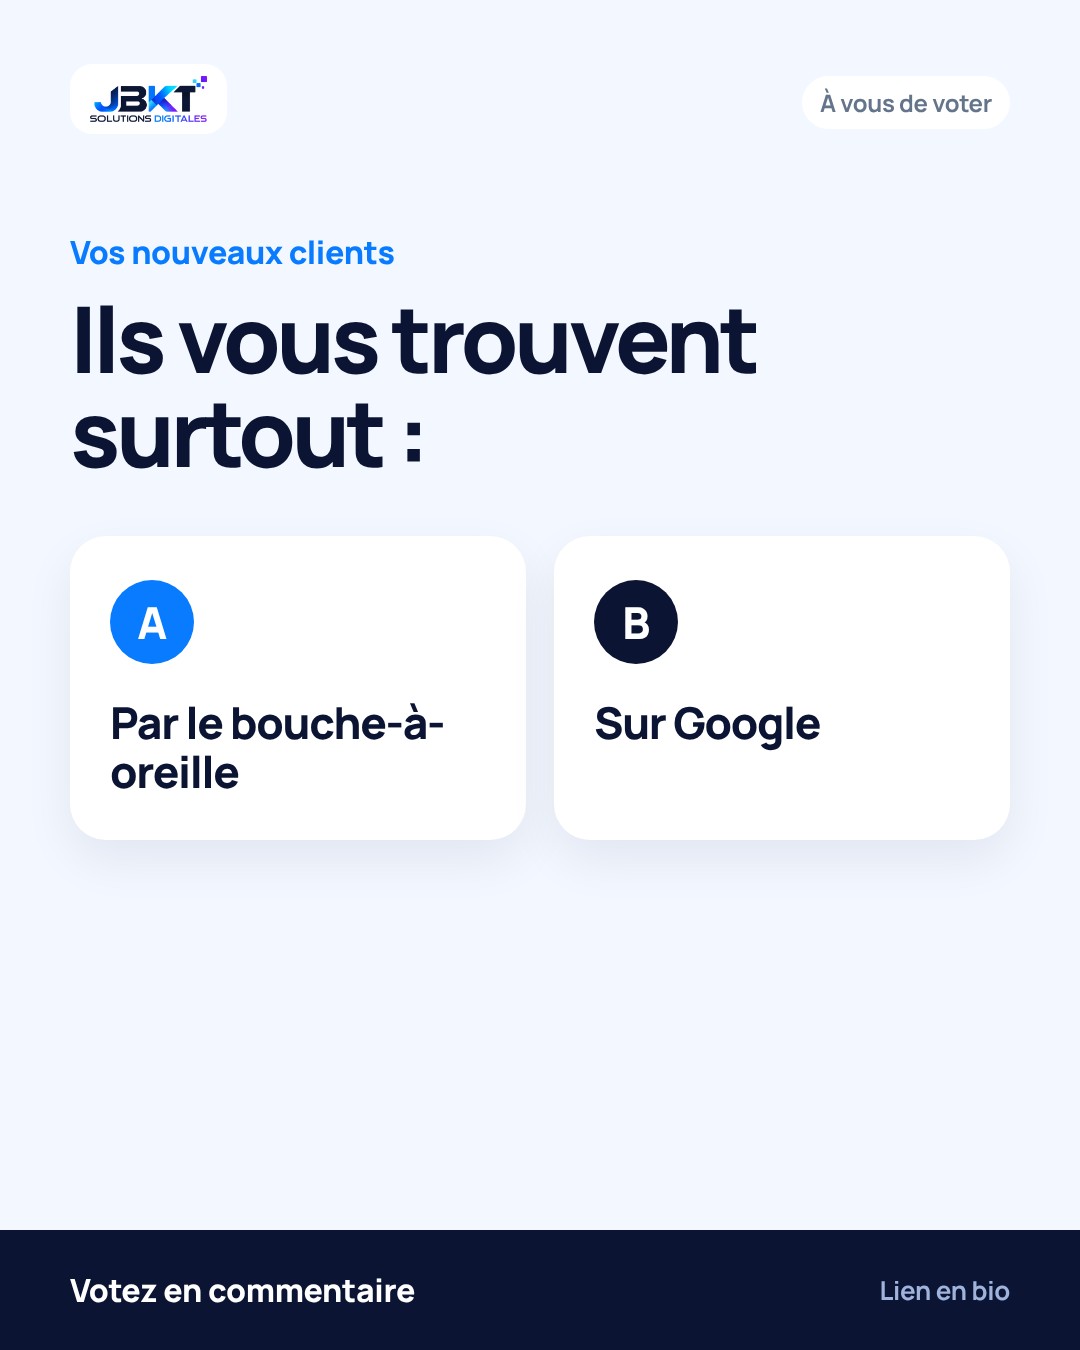 JBKT
SOLUTIONS DIGITALES
À vous de voter
Vos nouveaux clients
Ils vous trouvent
surtout :
A
Par le bouche-à-
oreille
B
Sur Google
Votez en commentaire
Lien en bio